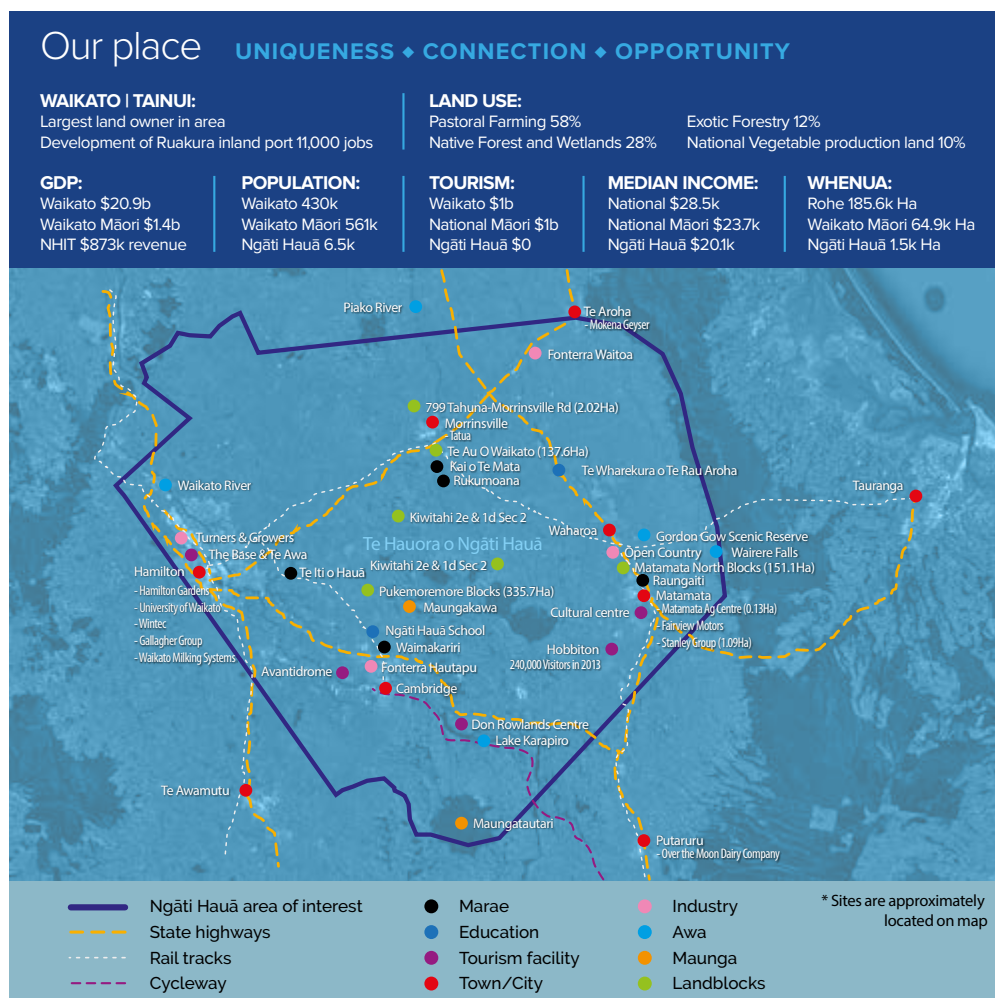 Our place UNIQUENESS ◆ CONNECTION ◆ OPPORTUNITY
WAIKATO | TAINUI:
Largest land owner in area
Development of Ruakura inland port 11,000 jobs
LAND USE:
Pastoral Farming 58%
Native Forest and Wetlands 28%
Exotic Forestry 12%
National Vegetable production land 10%
GDP:
Waikato $20.9b
Waikato Māori $1.4b
NHIT $873k revenue
POPULATION:
Waikato 430k
Waikato Māori 561k
Ngāti Hauā 6.5k
TOURISM:
Waikato $1b
National Māori $1b
Ngāti Hauā $0
MEDIAN INCOME:
National $28.5k
National Māori $23.7k
Ngāti Hauā $20.1k
WHENUA:
Rohe 185.6k Ha
Waikato Māori 64.9k Ha
Ngāti Hauā 1.5k Ha
Piako River
Te Aroha
- Mokena Geyser
Fonterra Waitoa
799 Tahuna-Morrinsville Rd (2.02Ha)
Morrinsville
- Tatua
Te Au O Waikato (137.6Ha)
Kai o Te Mata
Rukumoana
Te Wharekura o Te Rau Aroha
Waikato River
Tauranga
Kiwitahi 2e & 1d Sec 2
Waharoa
Gordon Gow Scenic Reserve
Turners & Growers
Te Hauora o Ngāti Hauā
Open Country
Wairere Falls
The Base & Te Awa
Kiwitahi 2e & 1d Sec 2
Matamata North Blocks (151.1Ha)
Hamilton
- Hamilton Gardens
- University of Waikato
- Wintec
- Gallagher Group
- Waikato Milking Systems
Te Iti o Hauā
Raungaiti
Pukemoremore Blocks (335.7Ha)
Matamata
- Matamata Ag Centre (0.13Ha)
- Fairview Motors
- Stanley Group (1.09Ha)
Maungakawa
Cultural centre
Ngāti Hauā School
Waimakariri
Hobbiton
240,000 Visitors in 2013
Fonterra Hautapu
Avantidrome
Cambridge
Don Rowlands Centre
Lake Karapiro
Te Awamutu
Maungatautari
Putaruru
- Over the Moon Dairy Company
Ngāti Hauā area of interest
State highways
Rail tracks
Cycleway
Marae
Education
Tourism facility
Town/City
Industry
Awa
Maunga
Landblocks
* Sites are approximately
located on map